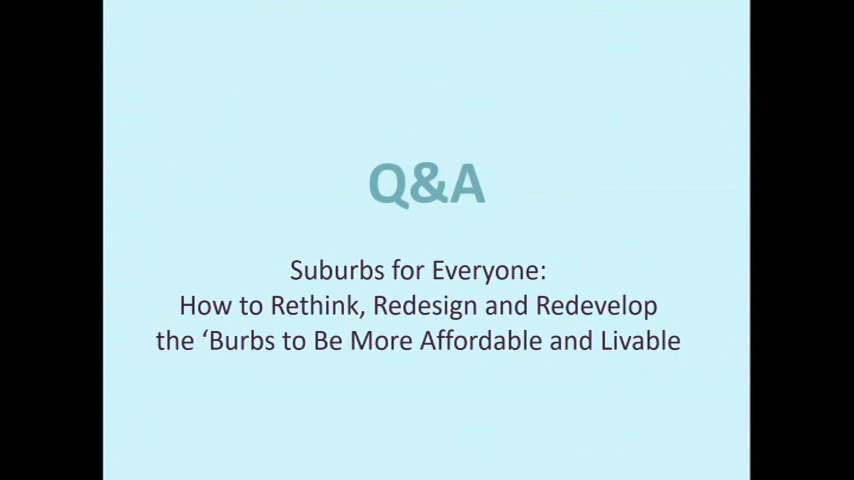 Q&A
Suburbs for Everyone:
How to Rethink, Redesign and Redevelop
the ‘Burbs to Be More Affordable and Livable